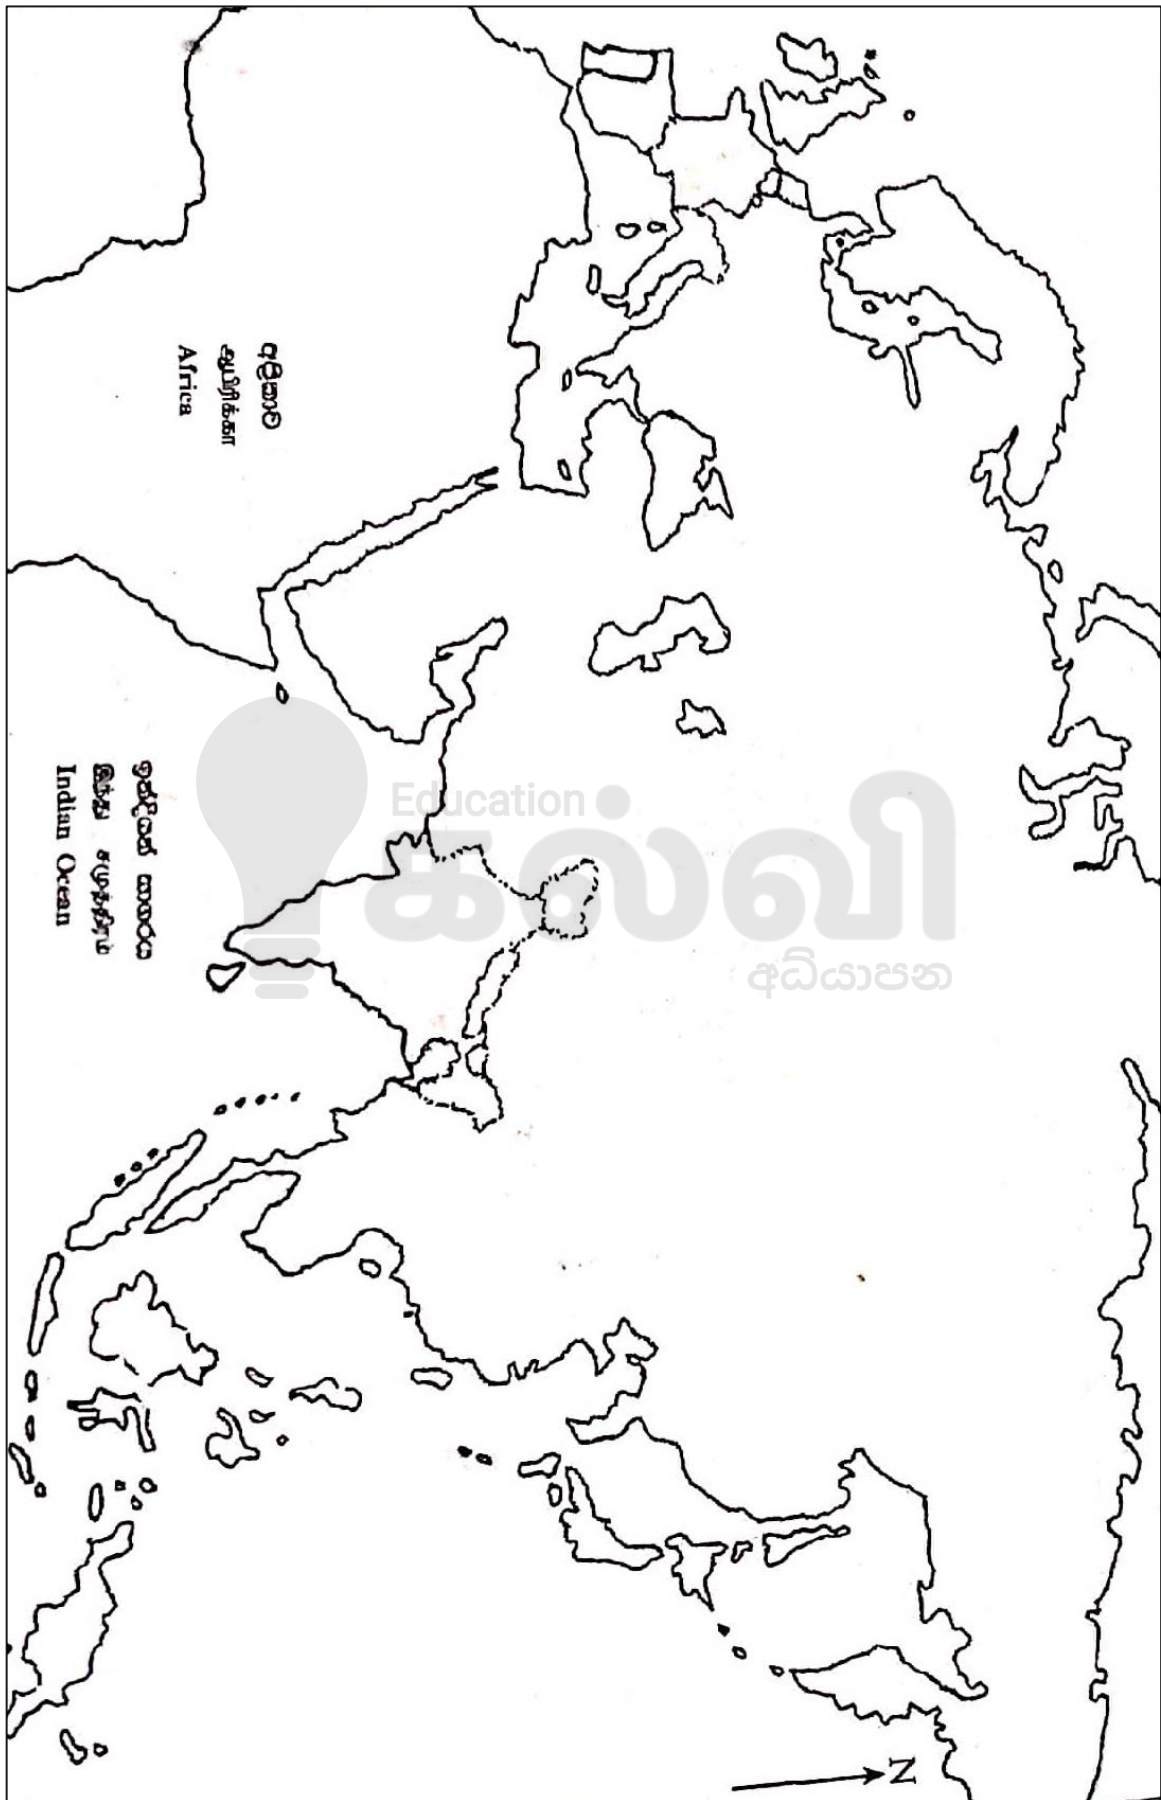 අප්‍රිකාව
ஆபிரிக்கா
Africa
ඉන්දියන් සාගරය
இந்து சமுத்திரம்
Indian Ocean
Education
கல்வி
අධ්‍යාපන
N